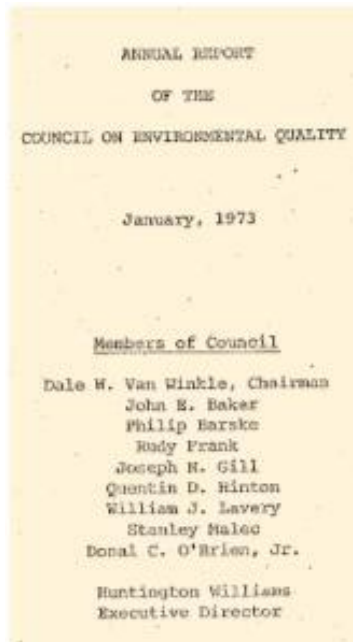 ANNUAL REPORT
OF THE
COUNCIL ON ENVIRONMENTAL QUALITY
January, 1973
Members of Council
Dale H. Van Winkle, Chairman
John E. Baker
Philip Barske
Rudy Frank
Joseph N. Gill
Quentin D. Hinton
William J. Lavery
Stanley Malec
Donal C. O'Brien, Jr.
Huntington Williams
Executive Director